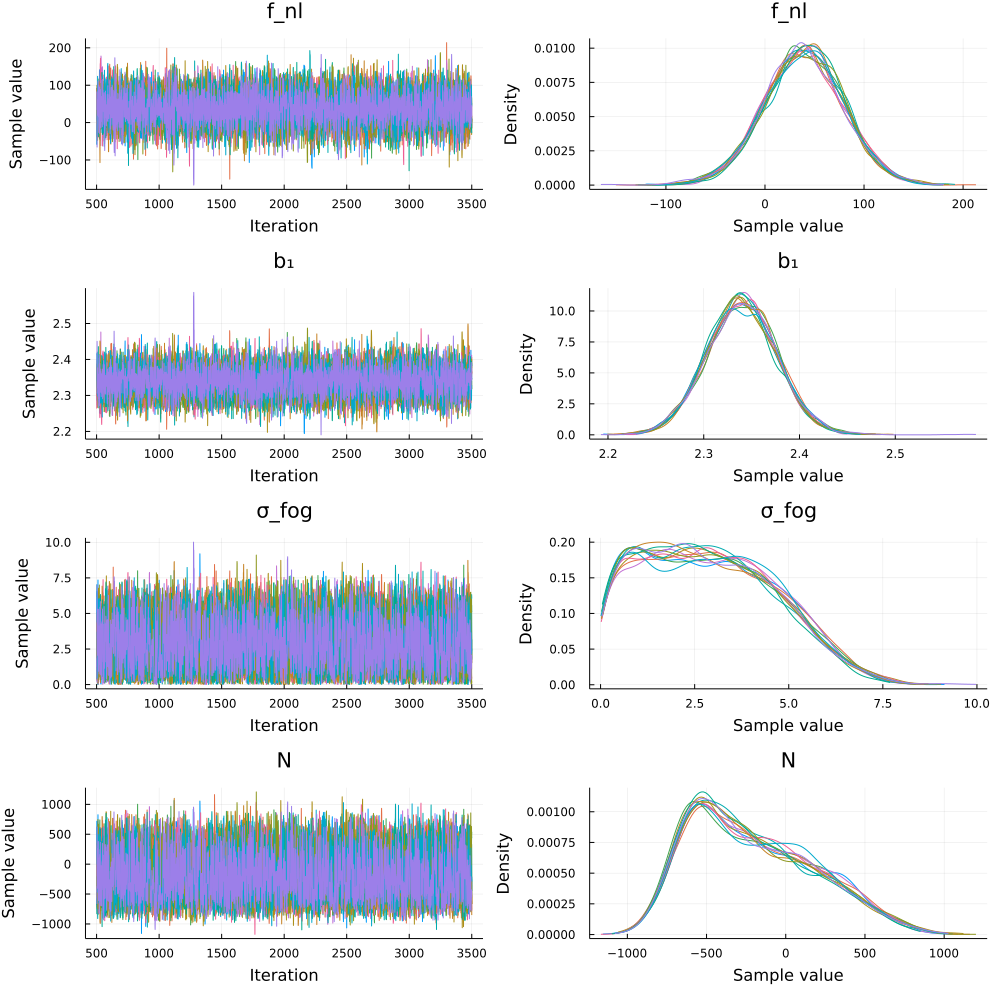 f_nl
f_nl
200
100
0
−100
Sample value
500 1000 1500 2000 2500 3000 3500
Iteration
0.0100
0.0075
0.0050
0.0025
0.0000
Density
−100 0 100 200
Sample value
b₁
b₁
2.5
2.4
2.3
2.2
Sample value
500 1000 1500 2000 2500 3000 3500
Iteration
10.0
7.5
5.0
2.5
0.0
Density
2.2 2.3 2.4 2.5
Sample value
σ_fog
σ_fog
10.0
7.5
5.0
2.5
0.0
Sample value
500 1000 1500 2000 2500 3000 3500
Iteration
0.20
0.15
0.10
0.05
0.00
Density
0.0 2.5 5.0 7.5 10.0
Sample value
N
N
1000
500
0
−500
−1000
Sample value
500 1000 1500 2000 2500 3000 3500
Iteration
0.00100
0.00075
0.00050
0.00025
0.00000
Density
−1000 −500 0 500 1000
Sample value